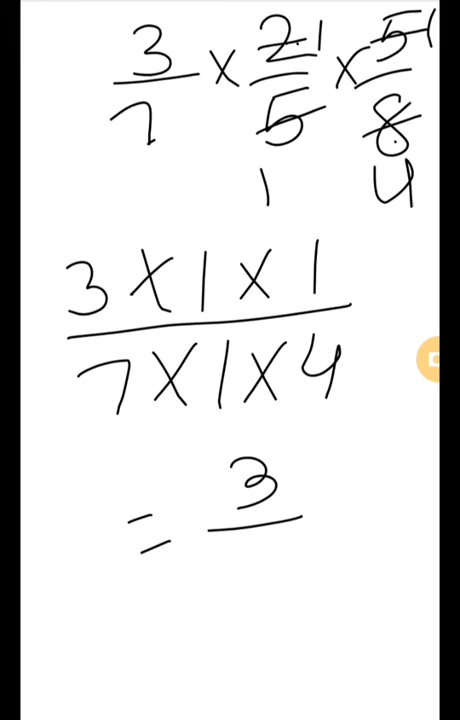 3/7 × 2/5 1 × 5/8 1
1 4
3 × 1 × 1
7 × 1 × 4
= 3